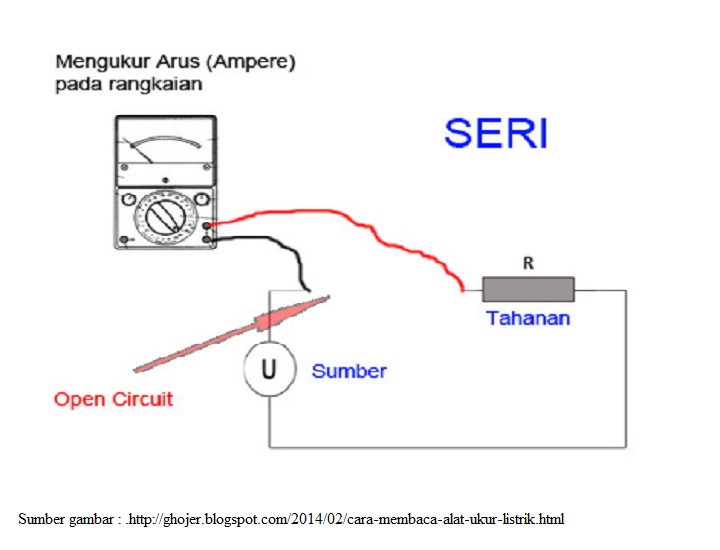 Mengukur Arus (Ampere)
pada rangkaian
SERI
R
Tahanan
U
Sumber
Open Circuit
Sumber gambar : .http://ghojer.blogspot.com/2014/02/cara-membaca-alat-ukur-listrik.html